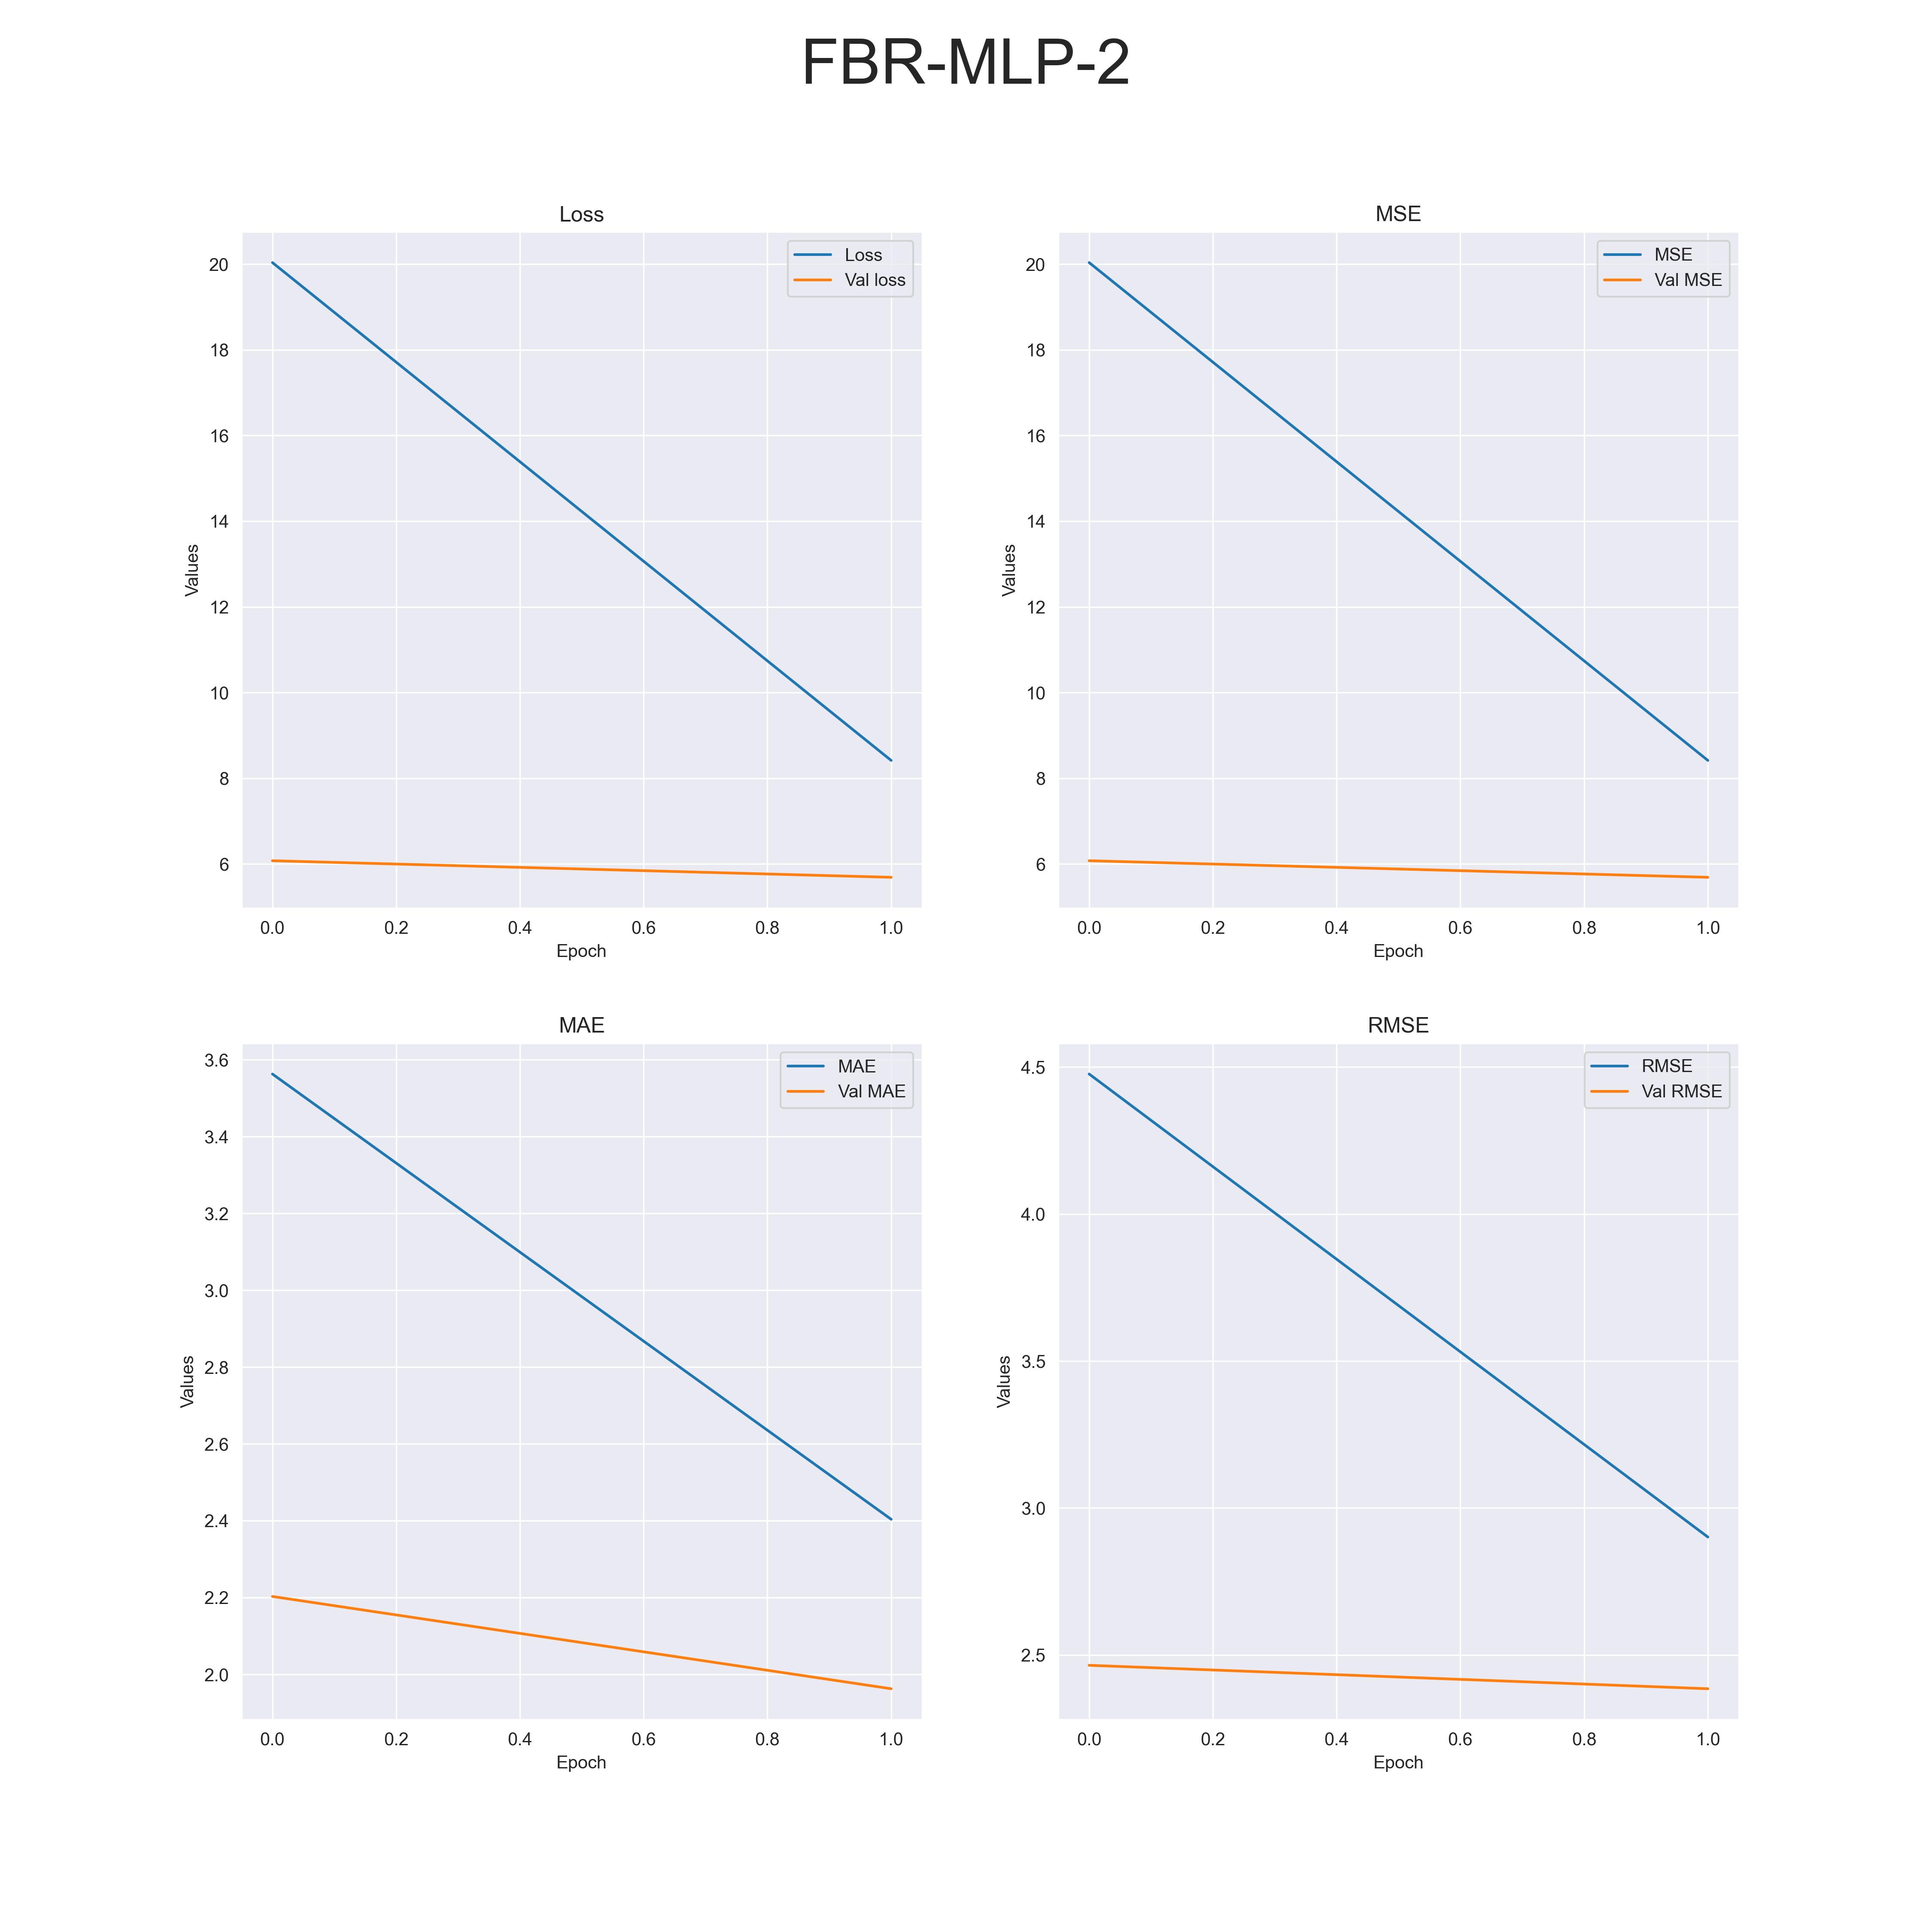 FBR-MLP-2
Loss
Loss
Val loss
20
18
16
14
12
10
8
6
Values
0.0 0.2 0.4 0.6 0.8 1.0
Epoch
MSE
MSE
Val MSE
20
18
16
14
12
10
8
6
Values
0.0 0.2 0.4 0.6 0.8 1.0
Epoch
MAE
MAE
Val MAE
3.6
3.4
3.2
3.0
2.8
2.6
2.4
2.2
2.0
Values
0.0 0.2 0.4 0.6 0.8 1.0
Epoch
RMSE
RMSE
Val RMSE
4.5
4.0
3.5
3.0
2.5
Values
0.0 0.2 0.4 0.6 0.8 1.0
Epoch